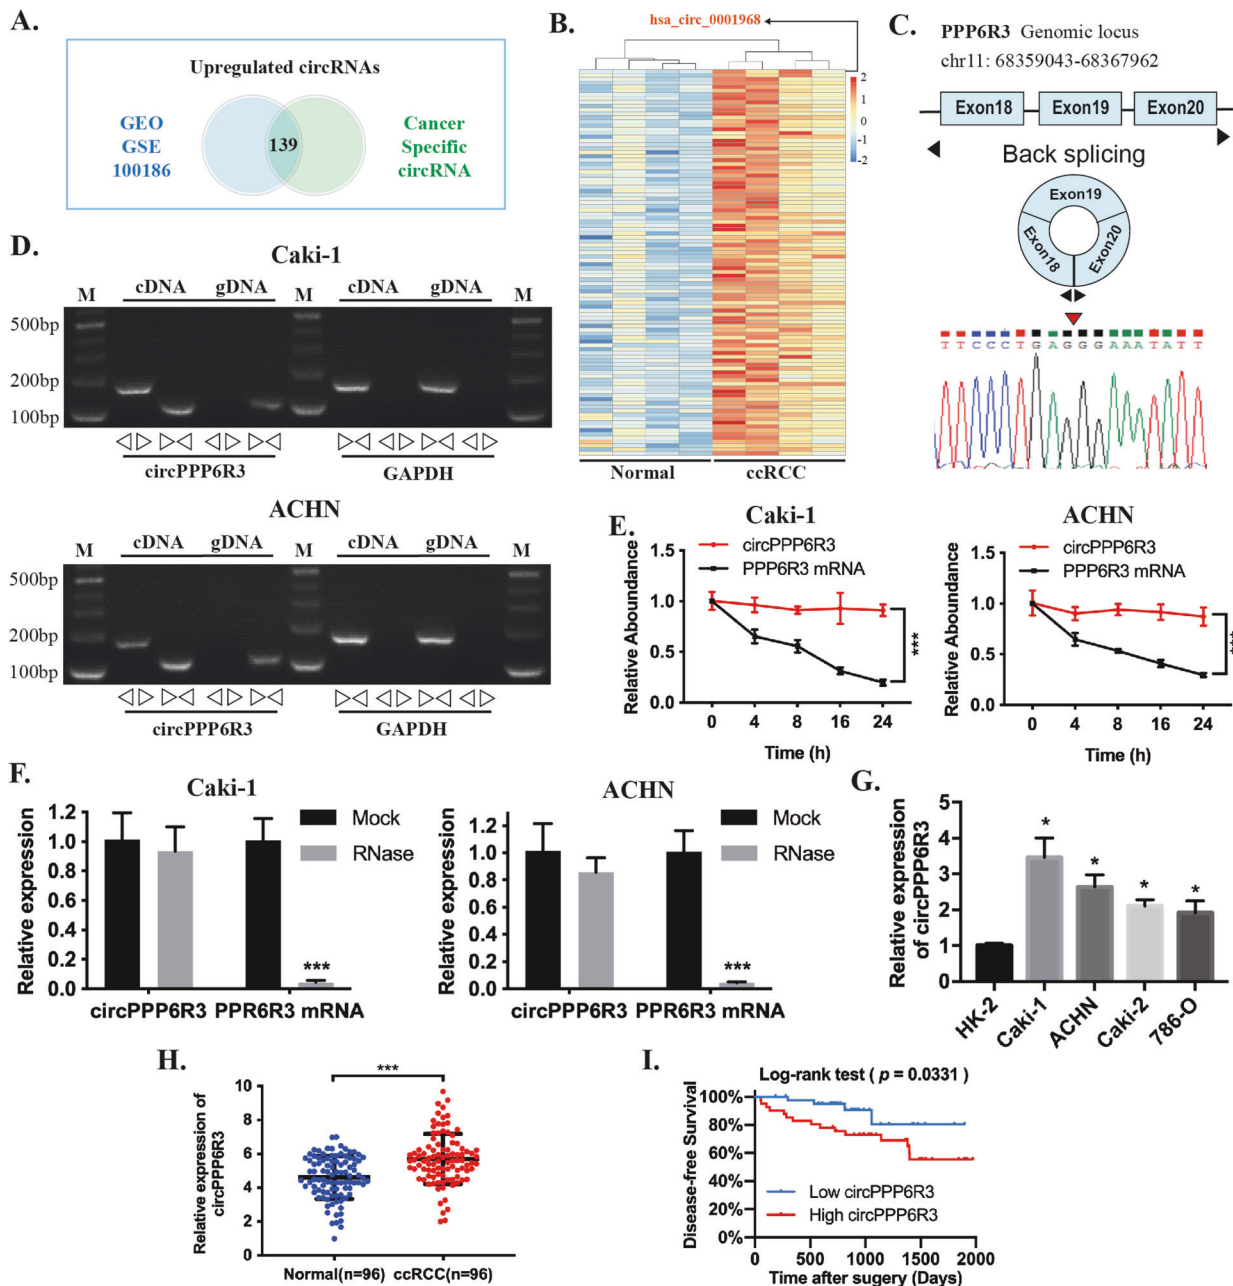 A.
Upregulated circRNAs
GEO
GSE
100186
139
Cancer
Specific
circRNA
B.
hsa_circ_0001968
2
1
0
-1
-2
Normal
ccRCC
C.
PPP6R3 Genomic locus
chr11: 68359043-68367962
Exon18
Exon19
Exon20
Back splicing
Exon19
Exon18
Exon20
T T C C C T G A G G G A A A T A T T
D.
Caki-1
M
cDNA
gDNA
M
cDNA
gDNA
M
500bp
200bp
100bp
circPPP6R3
GAPDH
ACHN
M
cDNA
gDNA
M
cDNA
gDNA
M
500bp
200bp
100bp
circPPP6R3
GAPDH
E.
Caki-1
circPPP6R3
PPP6R3 mRNA
Relative Aboundance
1.5
1.0
0.5
0.0
***
0 4 8 16 24
Time (h)
ACHN
circPPP6R3
PPP6R3 mRNA
Relative Aboundance
1.5
1.0
0.5
0.0
***
0 4 8 16 24
Time (h)
F.
Caki-1
Mock
RNase
Relative expression
1.2
1.0
0.8
0.6
0.4
0.2
0.0
***
circPPP6R3
PPR6R3 mRNA
ACHN
Mock
RNase
Relative expression
1.2
1.0
0.8
0.6
0.4
0.2
0.0
***
circPPP6R3
PPR6R3 mRNA
G.
Relative expression
of circPPP6R3
5
4
3
2
1
0
*
*
*
*
HK-2
Caki-1
ACHN
Caki-2
786-O
H.
***
Relative expression of
circPPP6R3
10
8
6
4
2
0
Normal(n=96)
ccRCC(n=96)
I.
Log-rank test ( p = 0.0331 )
Disease-free Survival
100%
80%
60%
40%
20%
0%
Low circPPP6R3
High circPPP6R3
0 500 1000 1500 2000
Time after sugery (Days)